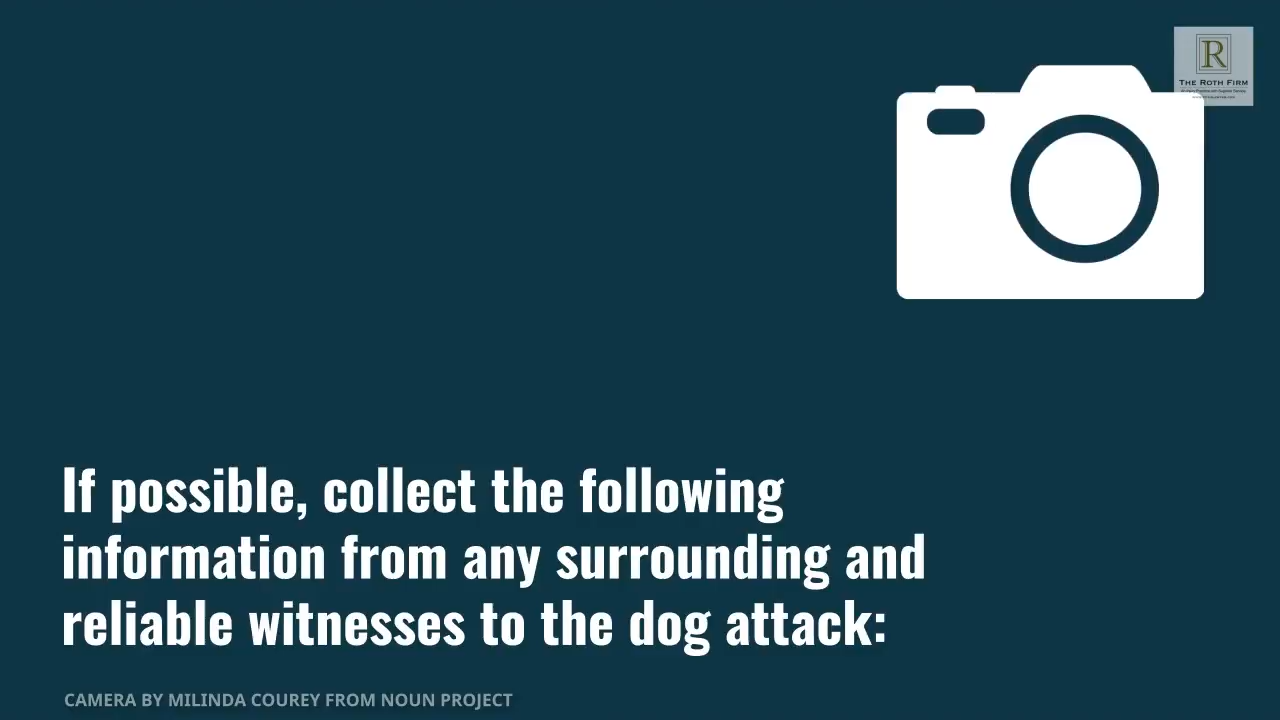 R
THE ROTH FIRM
If possible, collect the following
information from any surrounding and
reliable witnesses to the dog attack:
CAMERA BY MILINDA COUREY FROM NOUN PROJECT